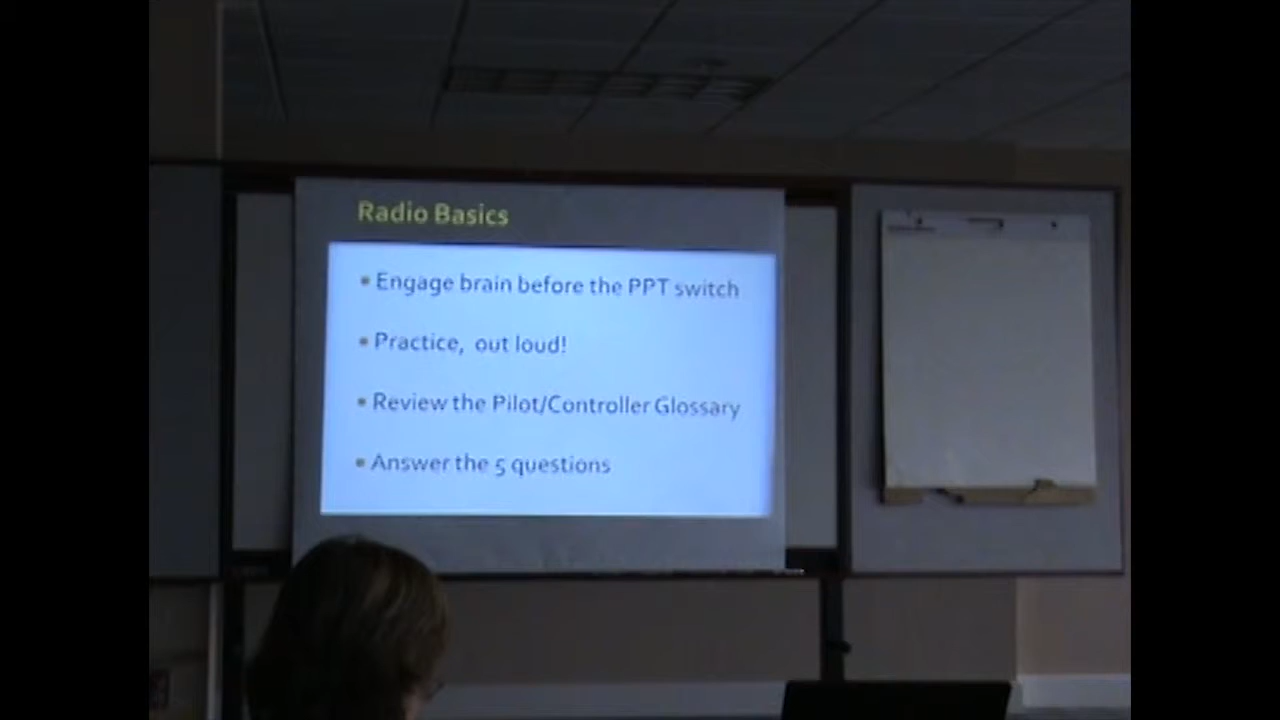 Radio Basics
• Engage brain before the PPT switch
• Practice, out loud!
• Review the Pilot/Controller Glossary
• Answer the 5 questions